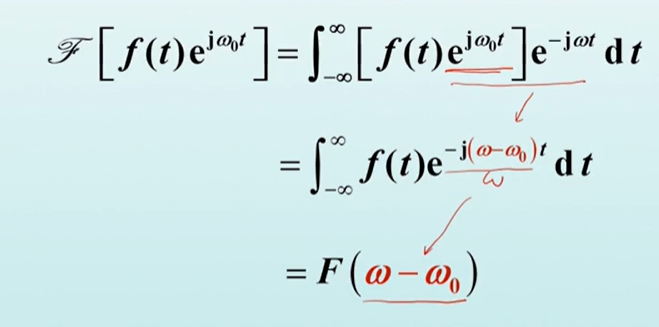 ℱ[f(t)e^{jω₀t}] = ∫_{-∞}^{∞} [f(t)e^{jω₀t}]e^{-jωt} dt
= ∫_{-∞}^{∞} f(t)e^{-j(ω-ω₀)t} dt
ω
= F(ω-ω₀)